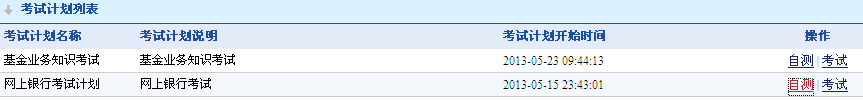 考试计划列表
考试计划名称 考试计划说明 考试计划开始时间 操作
基金业务知识考试 基金业务知识考试 2013-05-23 09:44:13 自测 | 考试
网上银行考试计划 网上银行考试 2013-05-15 23:43:01 自测 | 考试